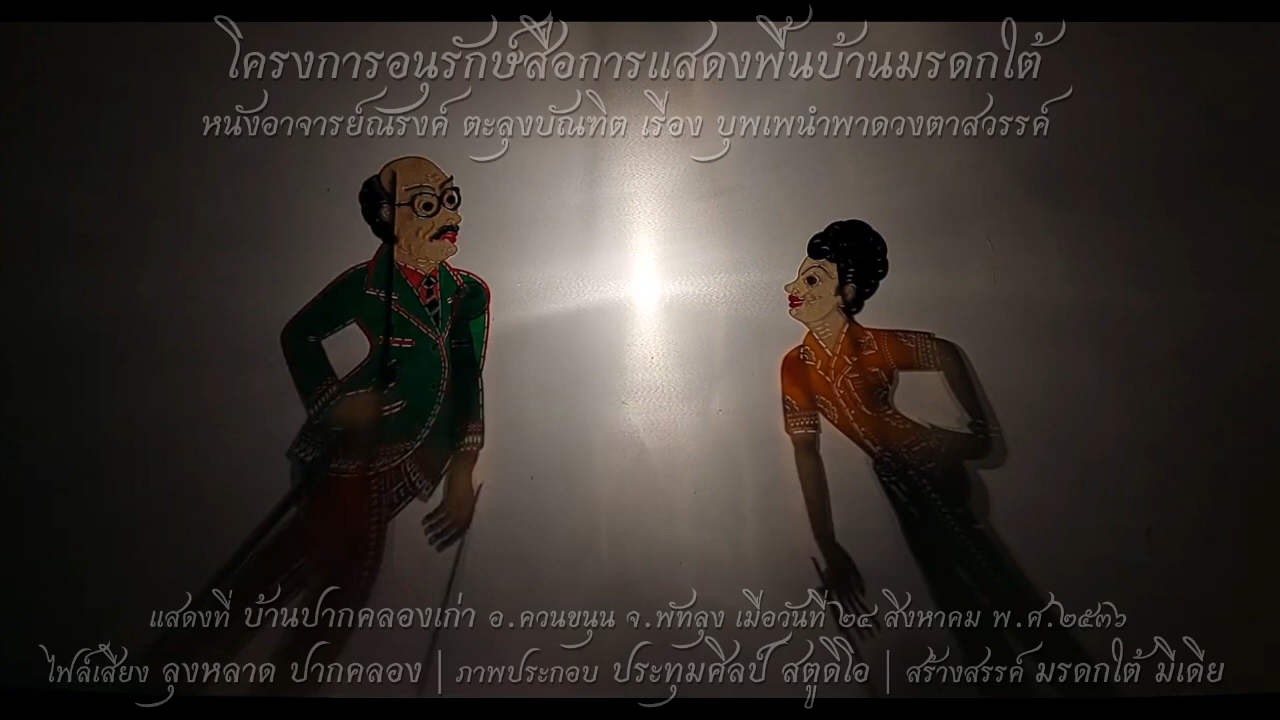 โครงการอนุรักษ์สื่อการแสดงพื้นบ้านมรดกใต้
หนังอาจารย์ณรงค์ ตะลุงบัณฑิต เรื่อง บุพเพนำพาดวงตาสวรรค์
แสดงที่ บ้านปากคลองเก่า อ.ควนขนุน จ.พัทลุง เมื่อวันที่ ๒๔ สิงหาคม พ.ศ.๒๕๓๖
ไฟล์เสียง ลุงหลาด ปากคลอง | ภาพประกอบ ประทุมศิลป์ สตูดิโอ | สร้างสรรค์ มรดกใต้ มีเดีย